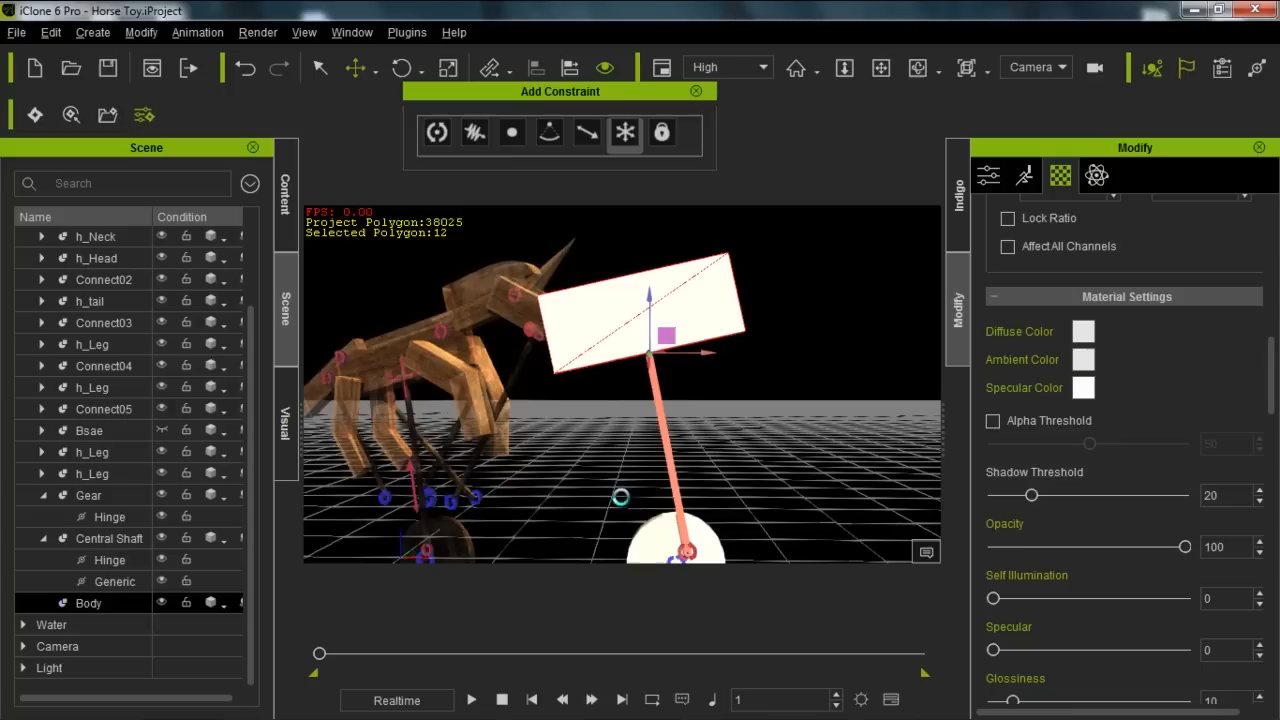 iClone 6 Pro - Horse Toy.iProject
File Edit Create Modify Animation Render View Window Plugins Help
High Camera
Add Constraint
Scene
Modify
Search
Content
Scene
Visual
Indigo
Modify
Name Condition
h_Neck
h_Head
Connect02
h_tail
Connect03
h_Leg
Connect04
h_Leg
Connect05
Bsae
h_Leg
h_Leg
Gear
Hinge
Central Shaft
Hinge
Generic
Body
Water
Camera
Light
FPS: 0.00
Project Polygon:38025
Selected Polygon:12
Lock Ratio
Affect All Channels
Material Settings
Diffuse Color
Ambient Color
Specular Color
Alpha Threshold
50
Shadow Threshold
20
Opacity
100
Self Illumination
0
Specular
0
Glossiness
10
Realtime 1